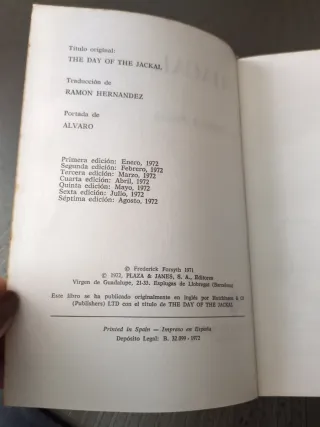 Título original:
THE DAY OF THE JACKAL
Traducción de
RAMON HERNANDEZ
Portada de
ALVARO
Primera edición: Enero, 1972
Segunda edición: Febrero, 1972
Tercera edición: Marzo, 1972
Cuarta edición: Abril, 1972
Quinta edición: Mayo, 1972
Sexta edición: Julio, 1972
Séptima edición: Agosto, 1972
© Frederick Forsyth 1971
© 1972, PLAZA & JANES, S. A., Editores
Virgen de Guadalupe, 21-33. Esplugas de Llobregat (Barcelona)
Este libro se ha publicado originalmente en inglés por Hutchinson &
(Publishers) LTD con el título de THE DAY OF THE JACKAL
Printed in Spain — Impreso en España
Depósito Legal: B. 32.099 - 1972